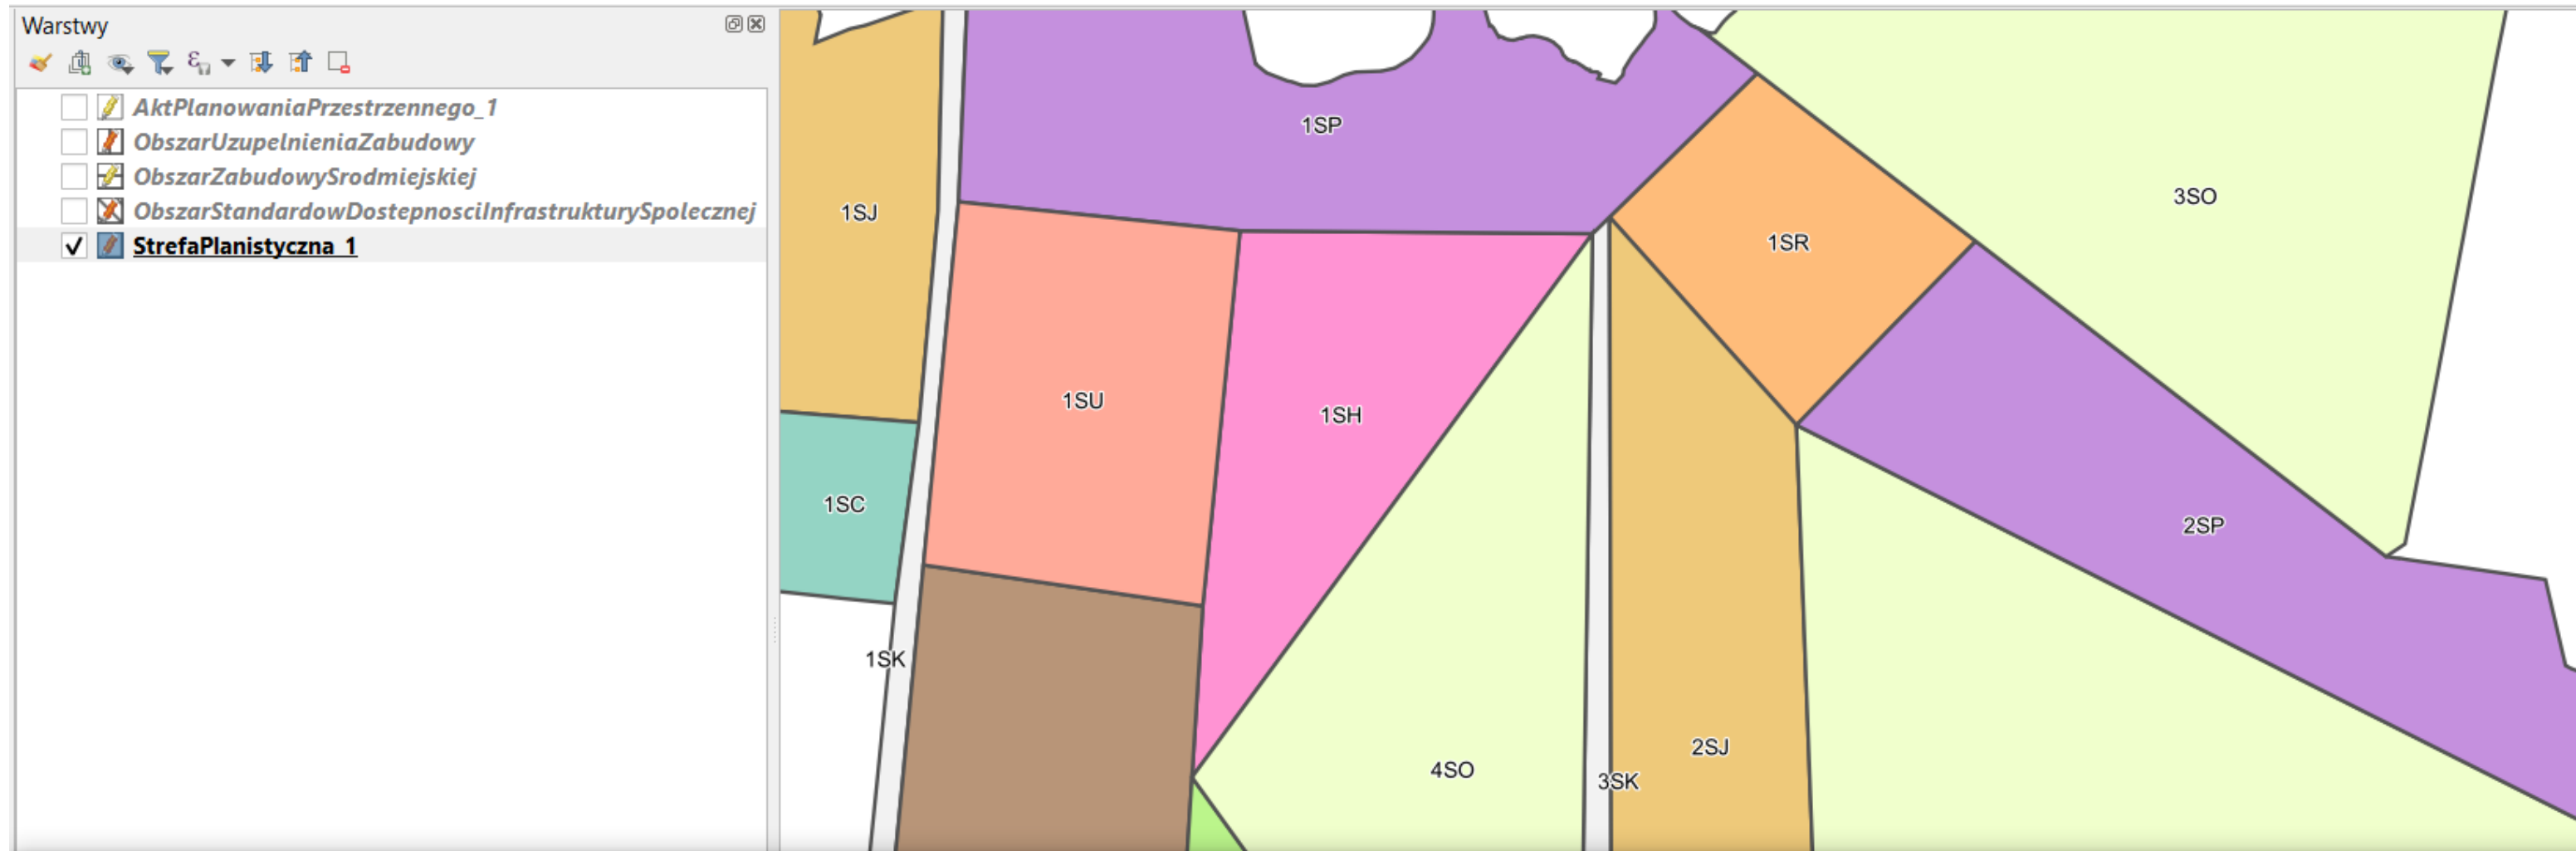 Warstwy
AktPlanowaniaPrzestrzennego_1
ObszarUzupelnieniaZabudowy
ObszarZabudowySrodmiejskiej
ObszarStandardowDostepnosciInfrastrukturySpolecznej
StrefaPlanistyczna_1
1SP
3SO
1SJ
1SR
1SU
1SH
1SC
2SP
1SK
2SJ
4SO
3SK